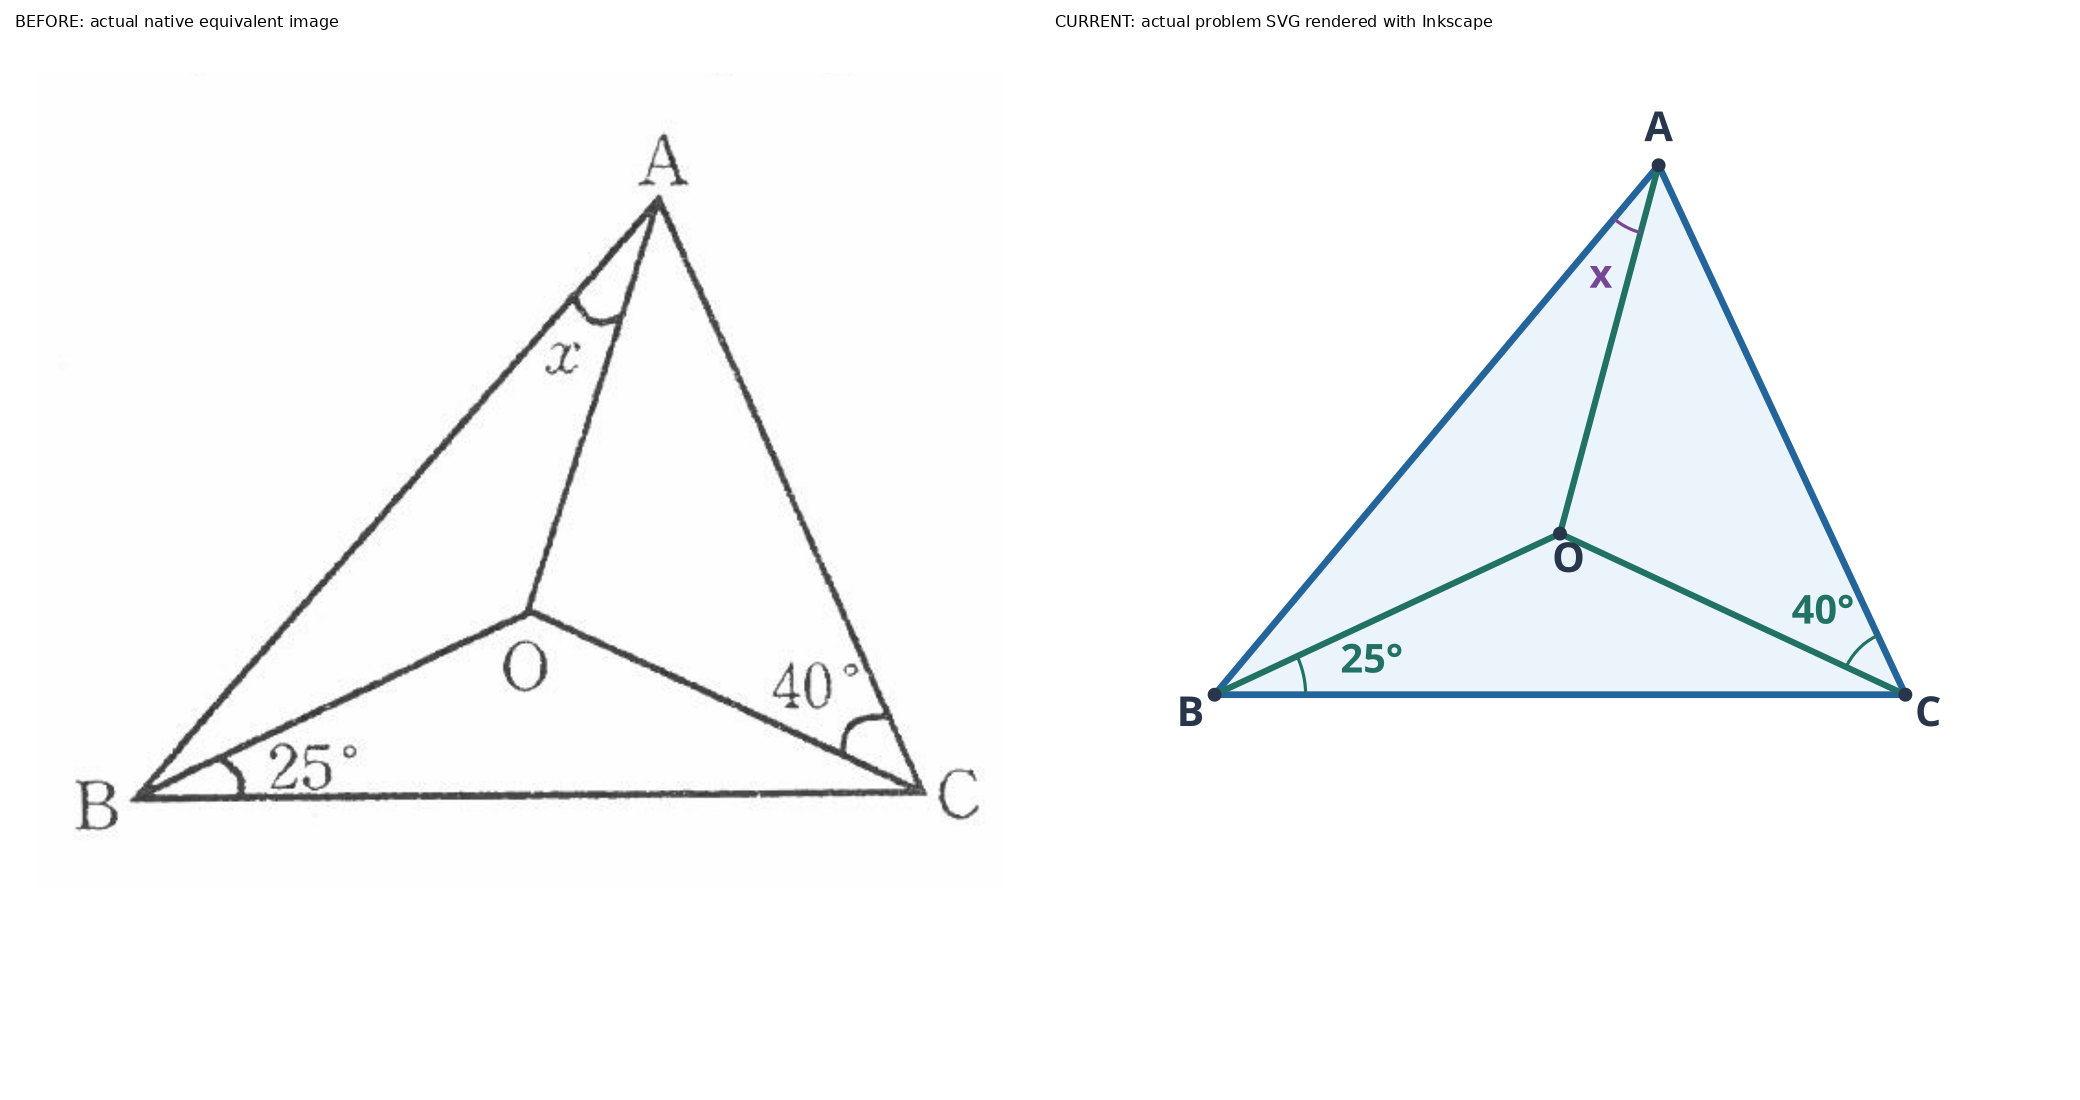 BEFORE: actual native equivalent image
A
x
O
40°
25°
B
C
CURRENT: actual problem SVG rendered with Inkscape
A
x
O
40°
25°
B
C